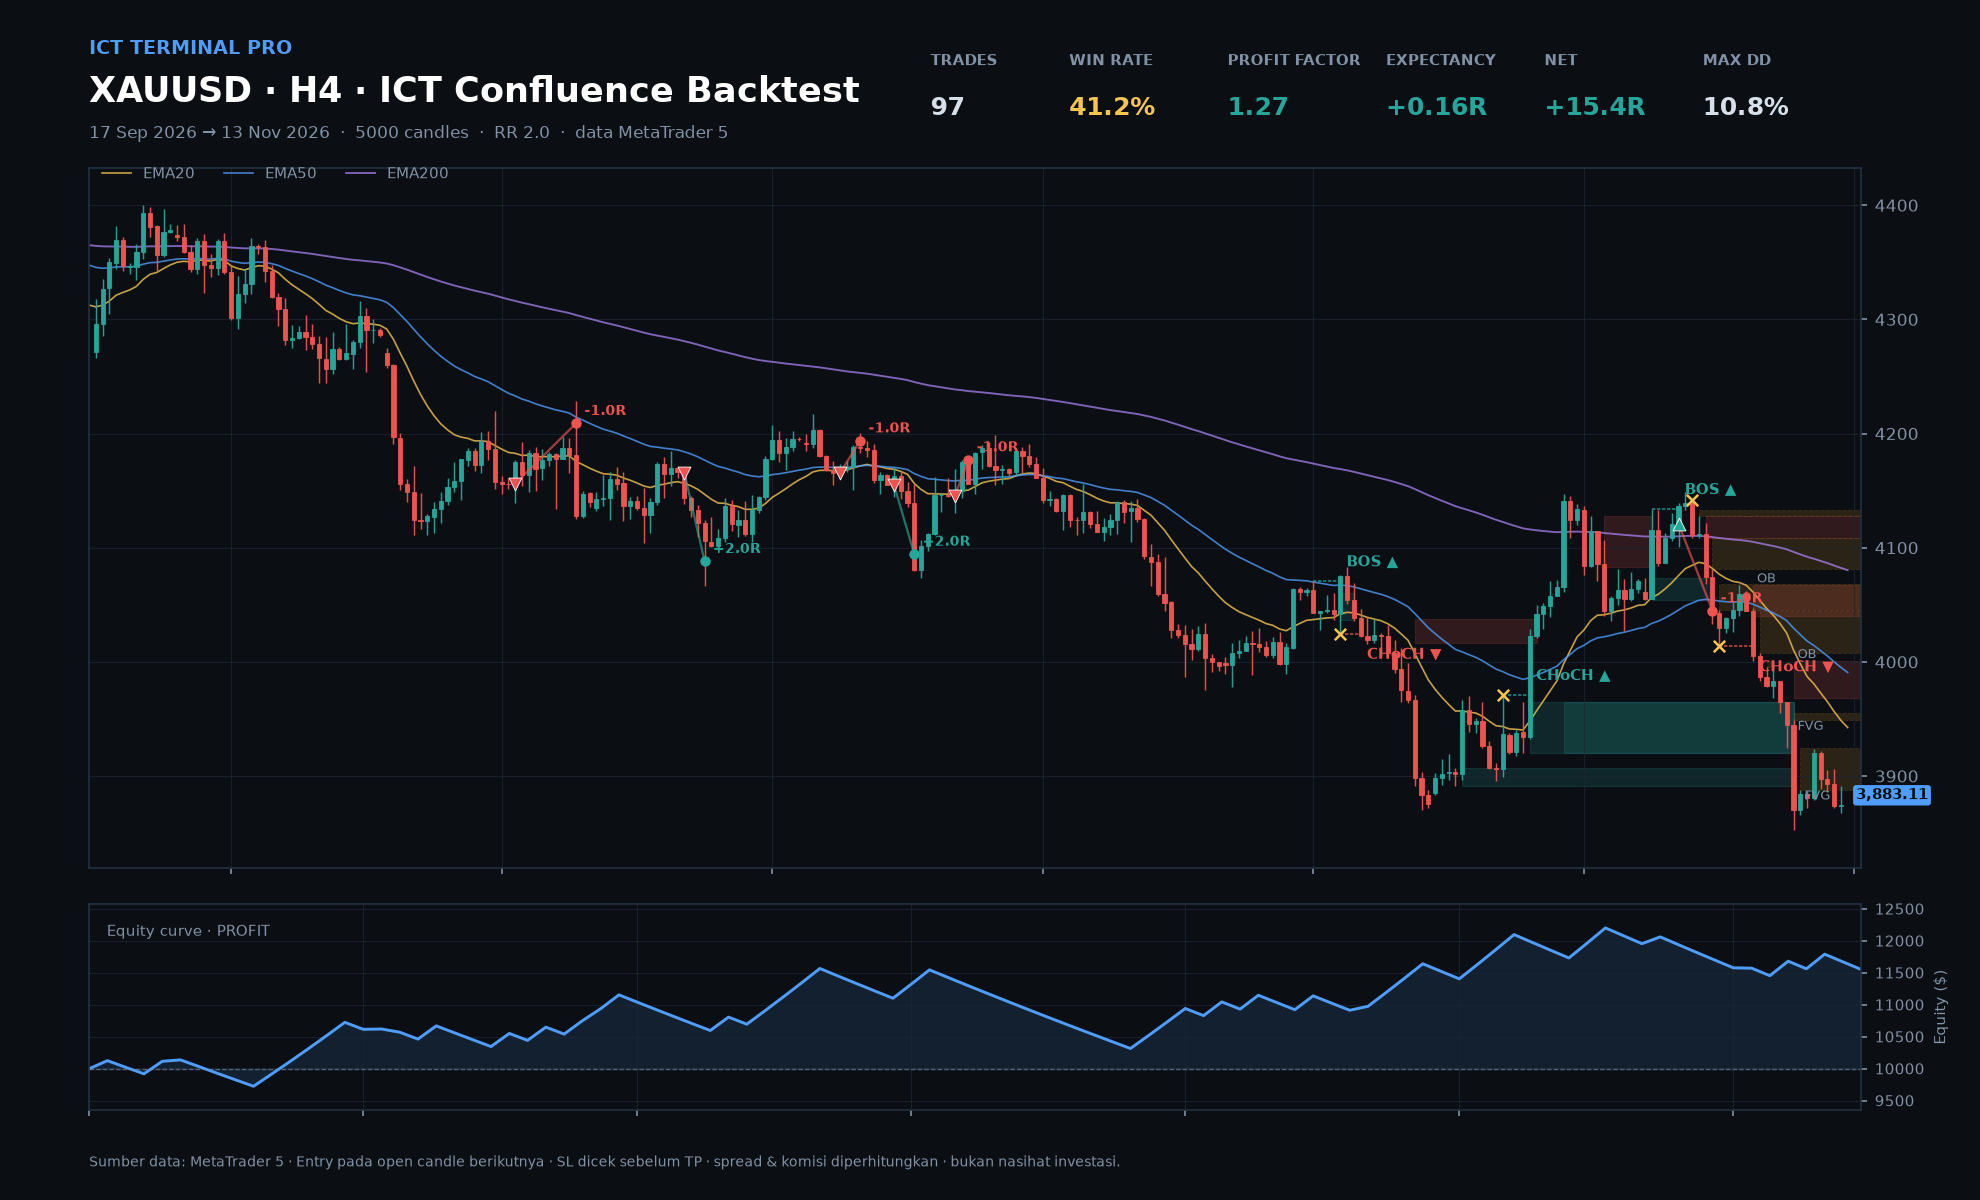 ICT TERMINAL PRO
XAUUSD · H4 · ICT Confluence Backtest
17 Sep 2026 → 13 Nov 2026 · 5000 candles · RR 2.0 · data MetaTrader 5
TRADES WIN RATE PROFIT FACTOR EXPECTANCY NET MAX DD
97 41.2% 1.27 +0.16R +15.4R 10.8%
EMA20 EMA50 EMA200
4400
4300
4200
4100
4000
3900
3,883.11
-1.0R
+2.0R
-1.0R
+2.0R
-1.0R
BOS ▲
CHoCH ▼
CHoCH ▲
BOS ▲
-1.0R
OB
OB
CHoCH ▼
FVG
FVG
Equity curve · PROFIT
12500
12000
11500
11000
10500
10000
9500
Equity ($)
Sumber data: MetaTrader 5 · Entry pada open candle berikutnya · SL dicek sebelum TP · spread & komisi diperhitungkan · bukan nasihat investasi.